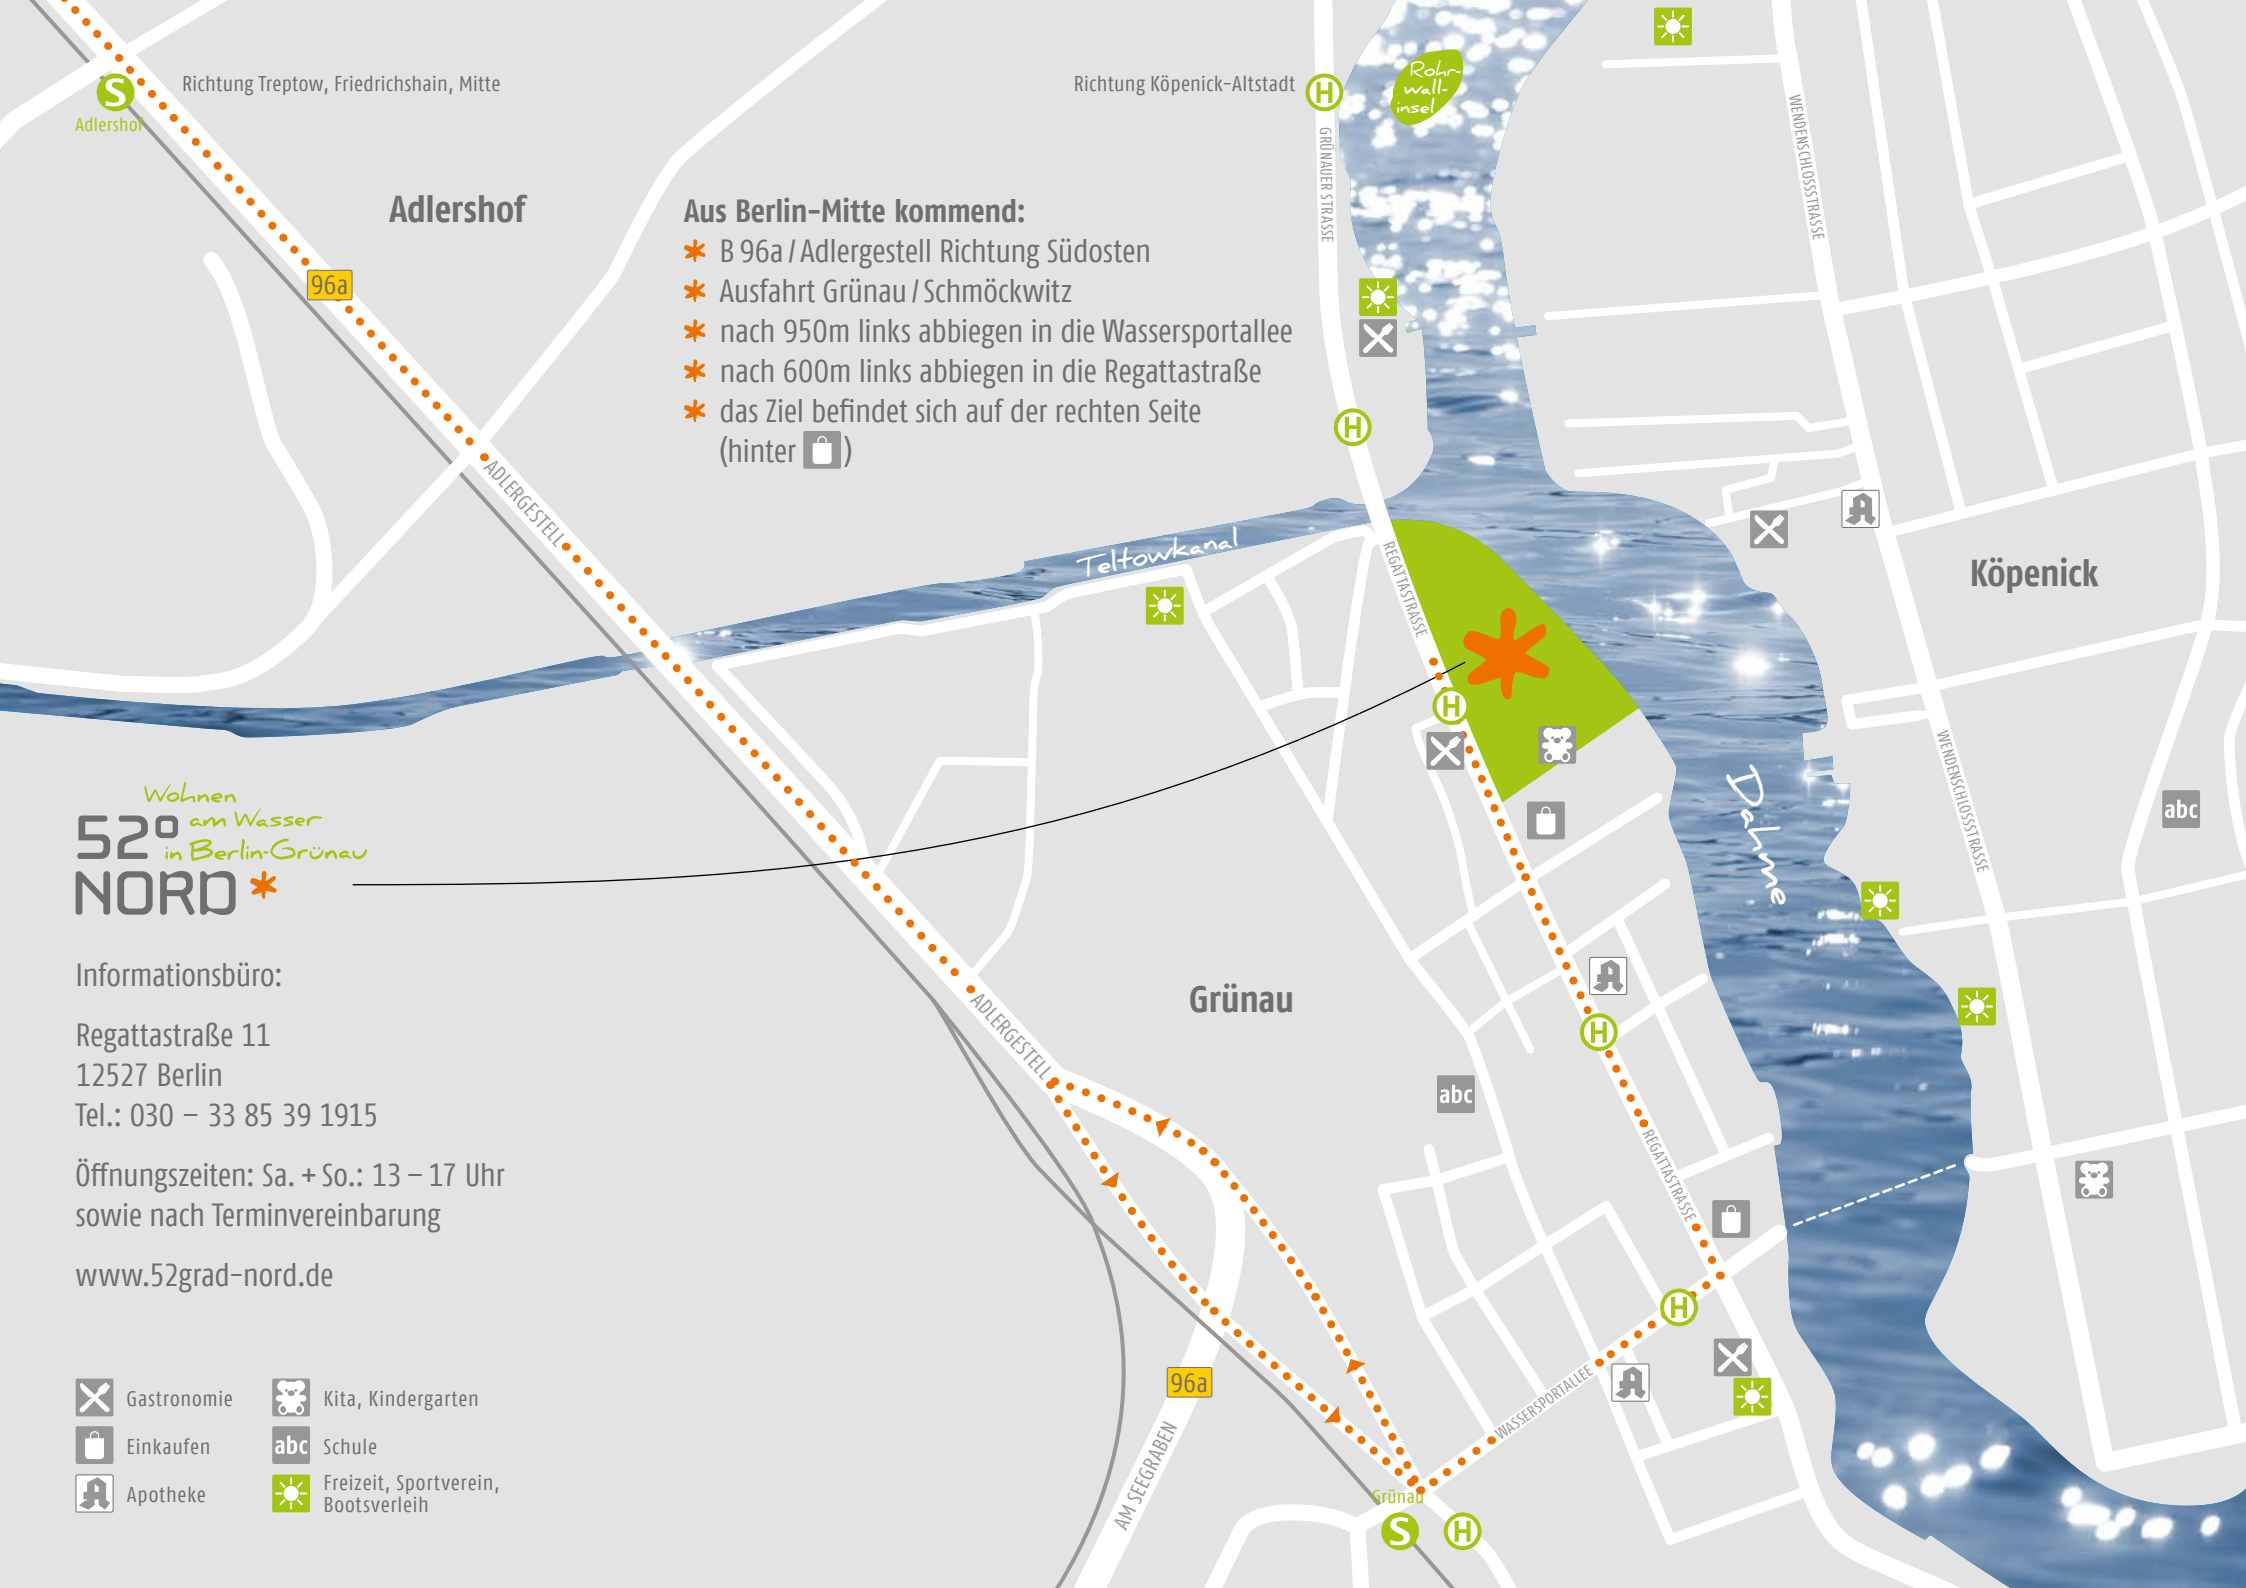 Richtung Treptow, Friedrichshain, Mitte
S
Adlershof
Richtung Köpenick-Altstadt
H
Rohr-
wall-
insel
GRÜNAUER STRASSE
WENDENSCHLOSSSTRASSE
Adlershof
96a
Aus Berlin-Mitte kommend:
B 96a / Adlergestell Richtung Südosten
Ausfahrt Grünau / Schmöckwitz
nach 950m links abbiegen in die Wassersportallee
nach 600m links abbiegen in die Regattastraße
das Ziel befindet sich auf der rechten Seite
(hinter )
H
ADLERGESTELL
A
Teltowkanal
REGATTASTRASSE
Köpenick
H
WENDENSCHLOSSSTRASSE
Dahme
abc
Wohnen
am Wasser
in Berlin-Grünau
52°
NORD
Informationsbüro:
Regattastraße 11
12527 Berlin
Tel.: 030 – 33 85 39 1915
Öffnungszeiten: Sa. + So.: 13 – 17 Uhr
sowie nach Terminvereinbarung
www.52grad-nord.de
Grünau
ADLERGESTELL
A
H
abc
REGATTASTRASSE
H
96a
A
WASSERSPORTALLEE
AM SEEGRABEN
Grünau
S
H
Gastronomie
Kita, Kindergarten
Einkaufen
abc Schule
A Apotheke
Freizeit, Sportverein,
Bootsverleih